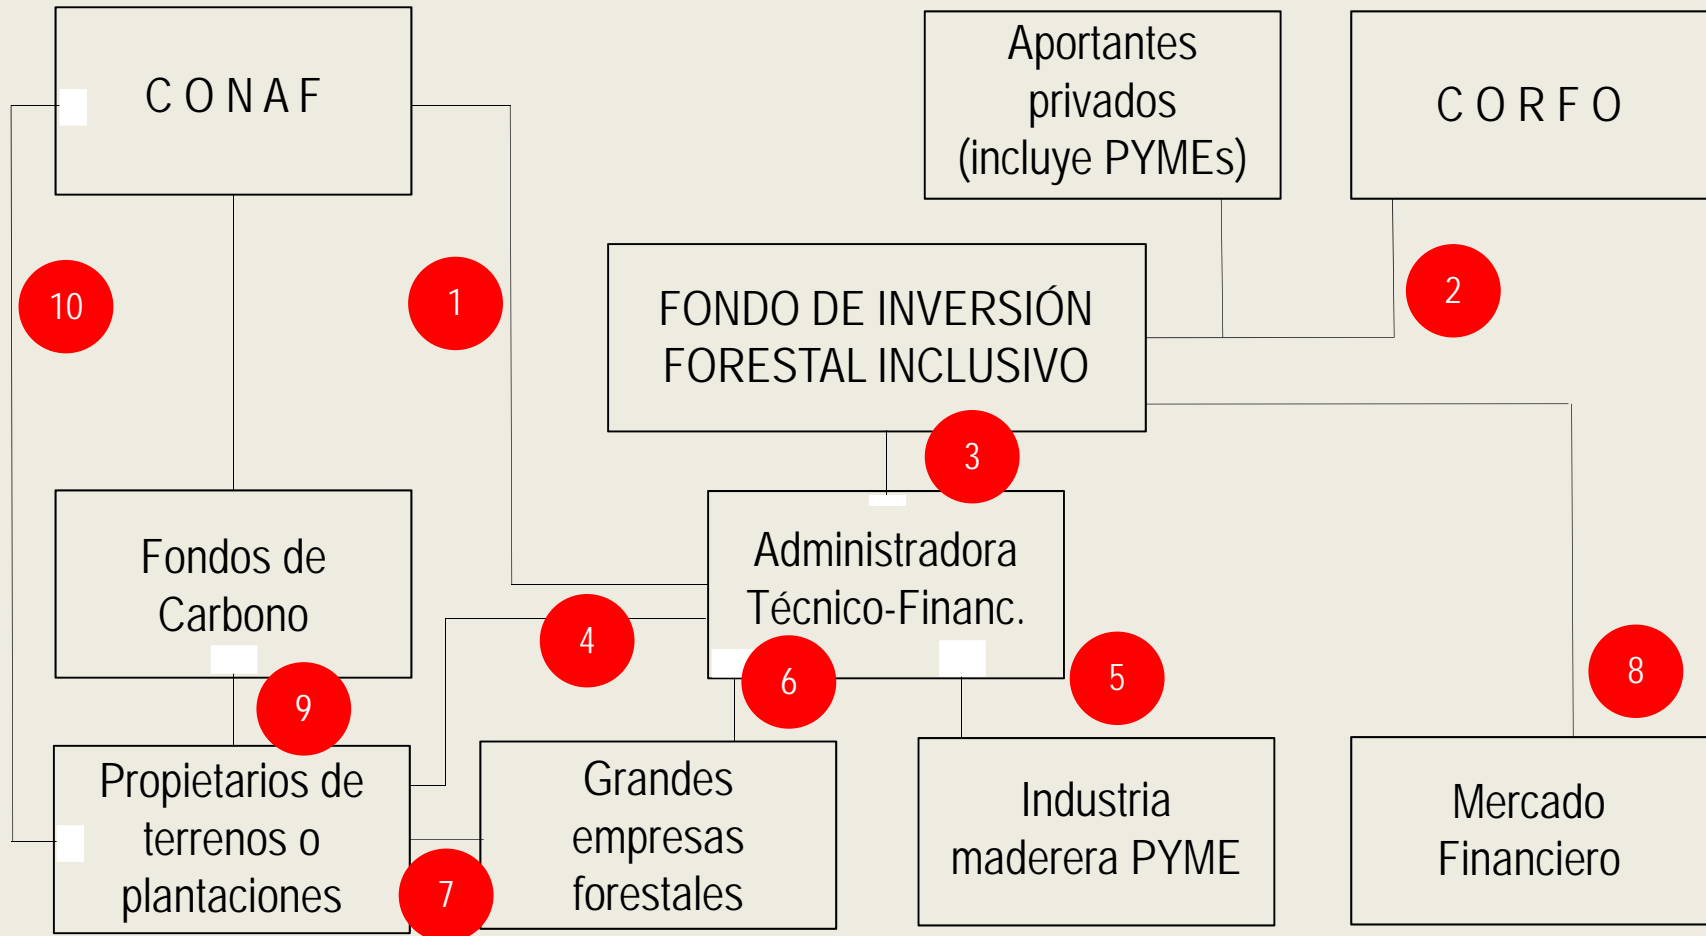 C O N A F
Aportantes
privados
(incluye PYMEs)
C O R F O
10
1
FONDO DE INVERSIÓN
FORESTAL INCLUSIVO
2
3
Fondos de
Carbono
Administradora
Técnico-Financ.
4
9
6
5
8
Propietarios de
terrenos o
plantaciones
7
Grandes
empresas
forestales
Industria
maderera PYME
Mercado
Financiero